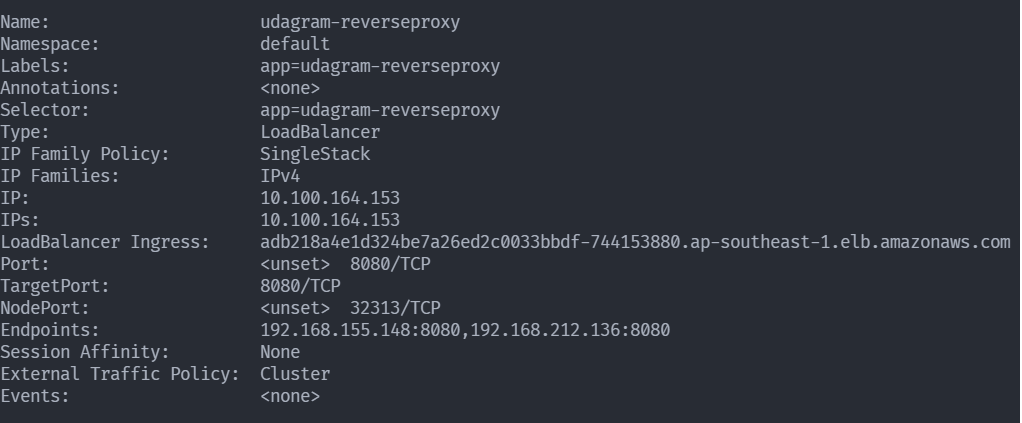 Name:                     udagram-reverseproxy
Namespace:                default
Labels:                   app=udagram-reverseproxy
Annotations:              <none>
Selector:                 app=udagram-reverseproxy
Type:                     LoadBalancer
IP Family Policy:         SingleStack
IP Families:              IPv4
IP:                       10.100.164.153
IPs:                      10.100.164.153
LoadBalancer Ingress:     adb218a4e1d324be7a26ed2c0033bbdf-744153880.ap-southeast-1.elb.amazonaws.com
Port:                     <unset>  8080/TCP
TargetPort:               8080/TCP
NodePort:                 <unset>  32313/TCP
Endpoints:                192.168.155.148:8080,192.168.212.136:8080
Session Affinity:         None
External Traffic Policy:  Cluster
Events:                   <none>